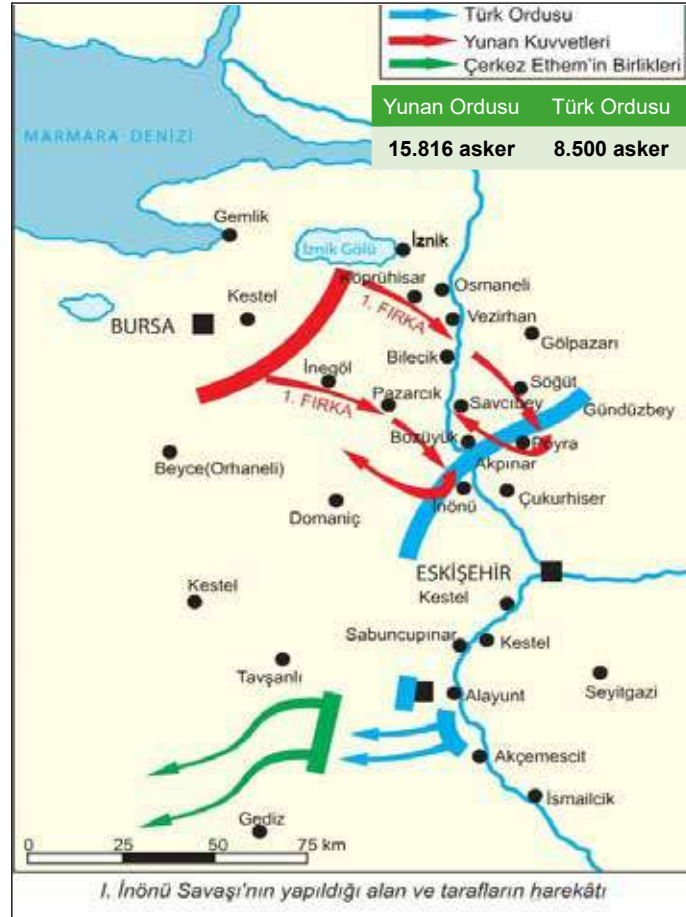 Türk Ordusu
Yunan Kuvvetleri
Çerkez Ethem'in Birlikleri
Yunan Ordusu Türk Ordusu
15.816 asker 8.500 asker
MARMARA DENİZİ
Gemlik
İznik Gölü
İznik
Köprühisar
Osmaneli
Kestel
1. FIRKA
Vezirhan
BURSA
Gölpazarı
Bilecik
İnegöl
Söğüt
1. FIRKA
Pazarcık
Savcıbey
Gündüzbey
Bozüyük
Poyra
Beyce(Orhaneli)
Akpınar
İnönü
Çukurhiser
Domaniç
ESKİŞEHİR
Kestel
Kestel
Sabuncupınar
Kestel
Tavşanlı
Seyitgazi
Alayunt
Akçemescit
İsmailcik
Gediz
0 25 50 75 km
I. İnönü Savaşı'nın yapıldığı alan ve tarafların harekâtı